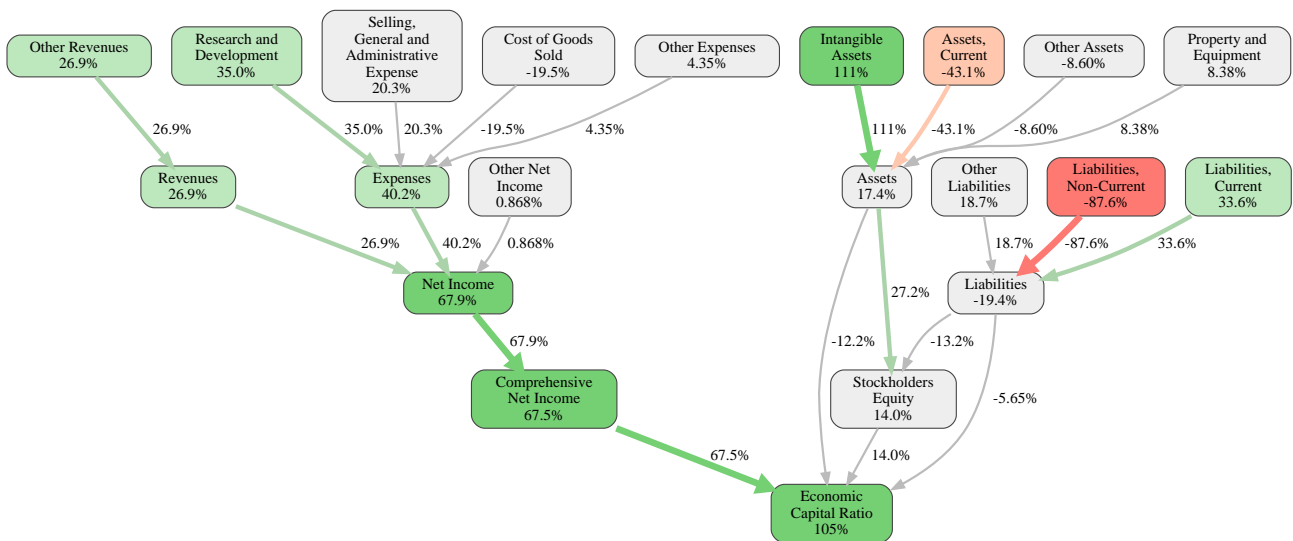 Other Revenues
26.9%
Research and
Development
35.0%
Selling,
General and
Administrative
Expense
20.3%
Cost of Goods
Sold
-19.5%
Other Expenses
4.35%
Intangible
Assets
111%
Assets,
Current
-43.1%
Other Assets
-8.60%
Property and
Equipment
8.38%
26.9%
35.0%
20.3%
-19.5%
4.35%
111%
-43.1%
-8.60%
8.38%
Revenues
26.9%
Expenses
40.2%
Other Net
Income
0.868%
Assets
17.4%
Other
Liabilities
18.7%
Liabilities,
Non-Current
-87.6%
Liabilities,
Current
33.6%
26.9%
40.2%
0.868%
18.7%
-87.6%
33.6%
Net Income
67.9%
Liabilities
-19.4%
27.2%
67.9%
-12.2%
-13.2%
Comprehensive
Net Income
67.5%
Stockholders
Equity
14.0%
-5.65%
67.5%
14.0%
Economic
Capital Ratio
105%